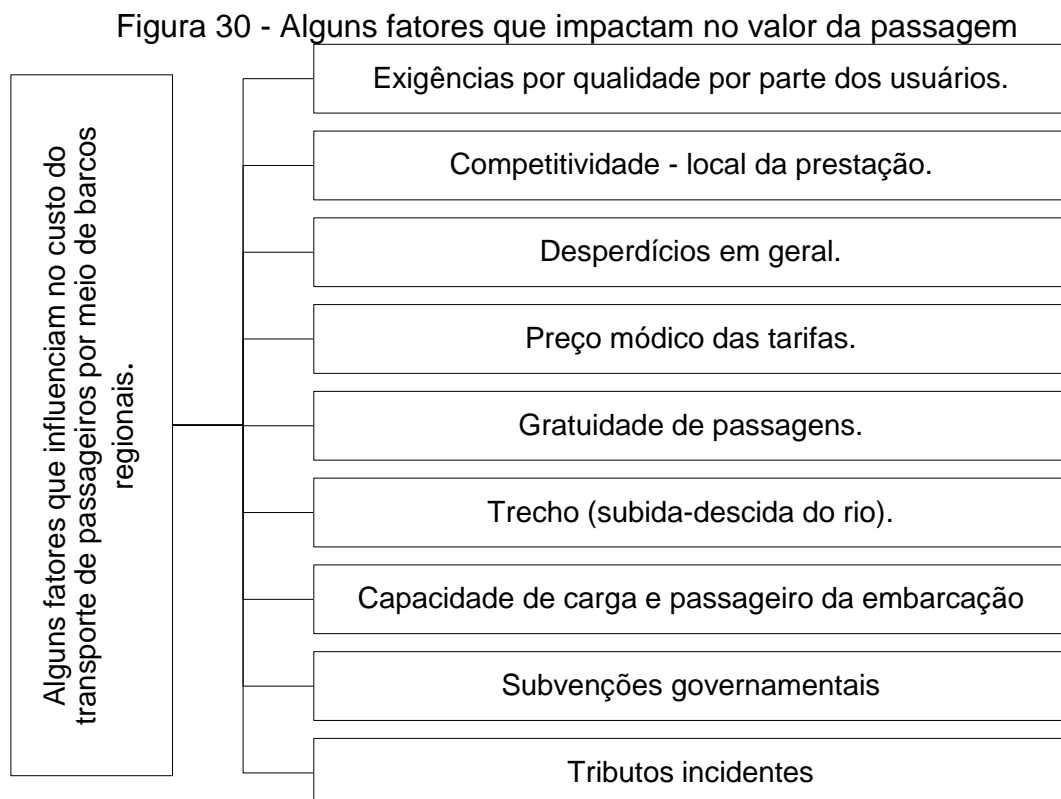 Figura 30 - Alguns fatores que impactam no valor da passagem
Alguns fatores que influenciam no custo do
transporte de passageiros por meio de barcos
regionais.
Exigências por qualidade por parte dos usuários.
Competitividade - local da prestação.
Desperdícios em geral.
Preço módico das tarifas.
Gratuidade de passagens.
Trecho (subida-descida do rio).
Capacidade de carga e passageiro da embarcação
Subvenções governamentais
Tributos incidentes